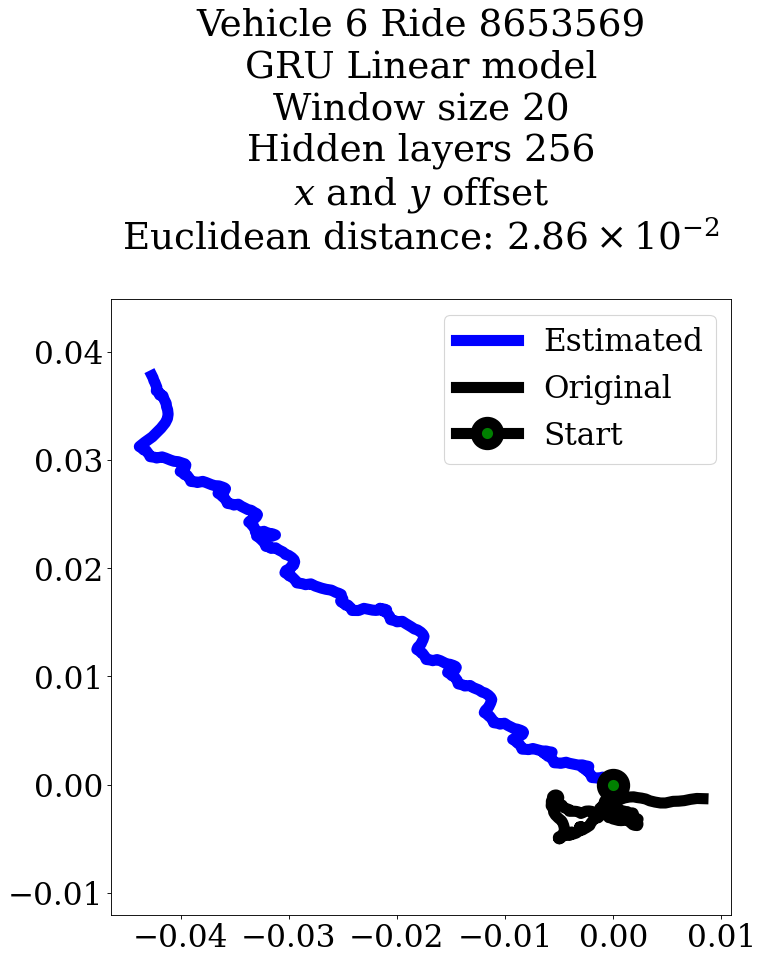 Vehicle 6 Ride 8653569
GRU Linear model
Window size 20
Hidden layers 256
x and y offset
Euclidean distance: 2.86 × 10⁻²
Estimated
Original
Start
0.04
0.03
0.02
0.01
0.00
−0.01
−0.04 −0.03 −0.02 −0.01 0.00 0.01